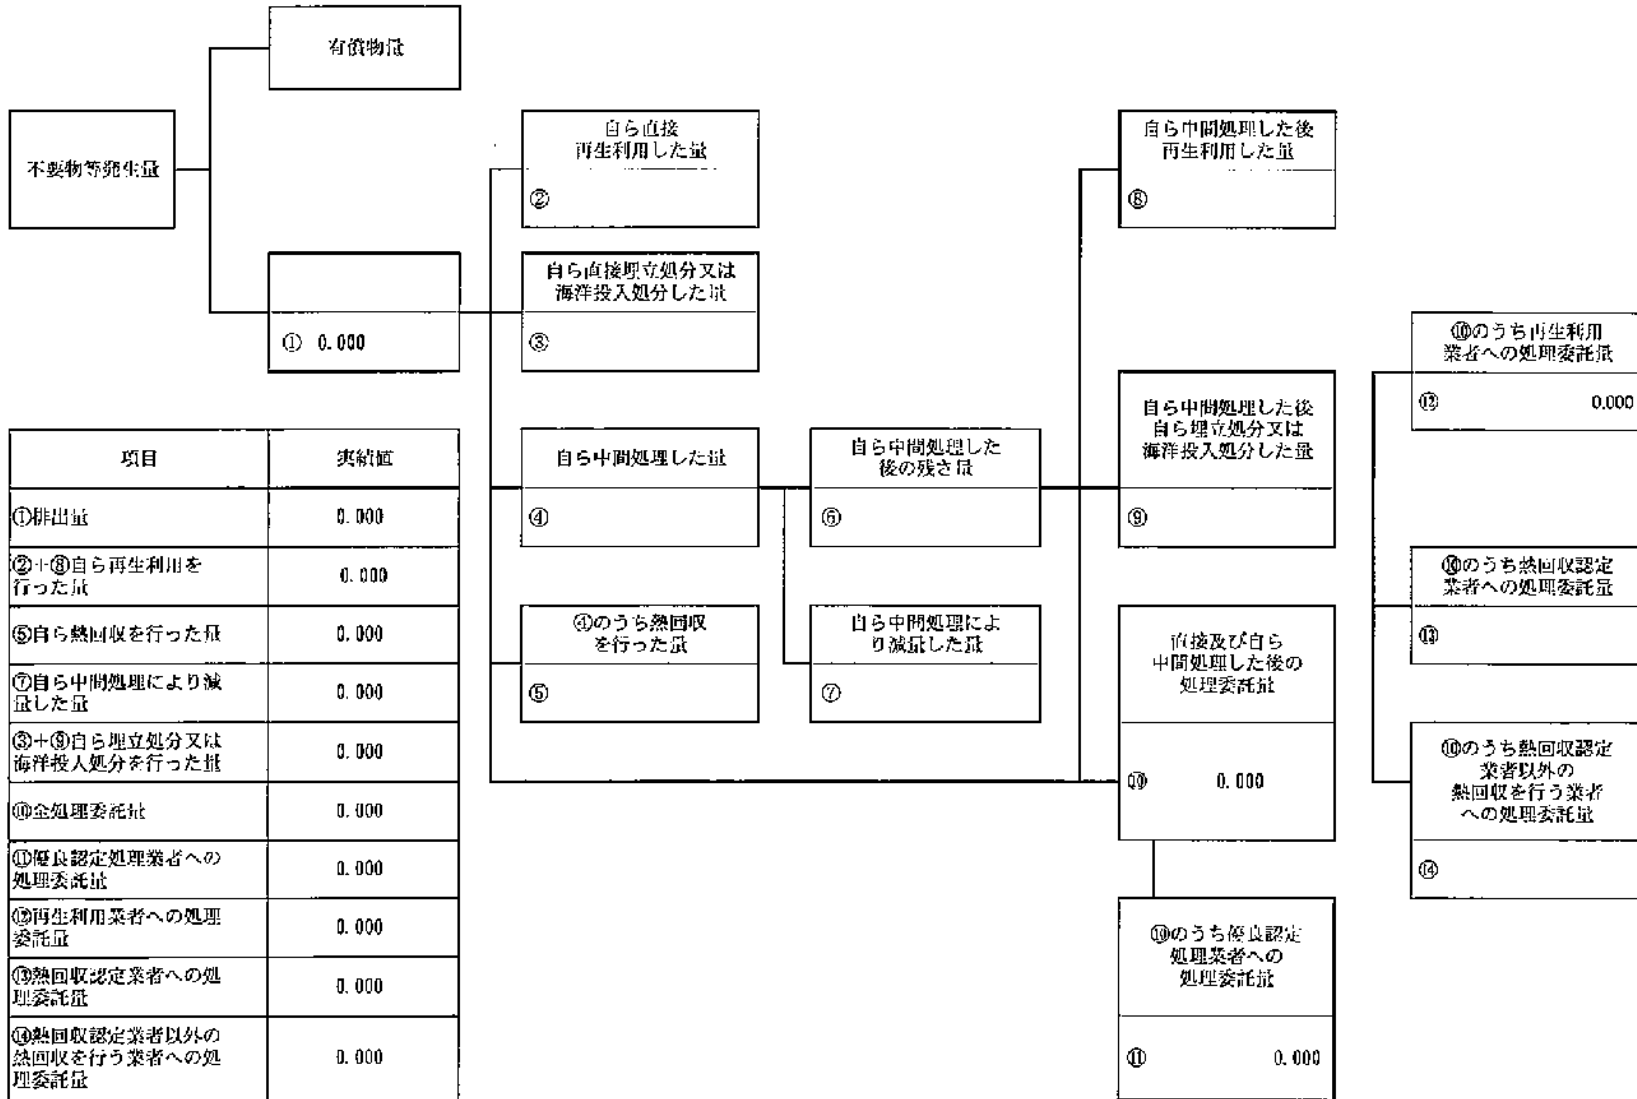 有償物量
不要物等発生量
① 0.000
自ら直接
再生利用した量
②
自ら直接埋立処分又は
海洋投入処分した量
③
自ら中間処理した量
④
④のうち熱回収
を行った量
⑤
自ら中間処理した
後の残さ量
⑥
自ら中間処理によ
り減量した量
⑦
自ら中間処理した後
再生利用した量
⑧
自ら中間処理した後
自ら埋立処分又は
海洋投入処分した量
⑨
直接及び自ら
中間処理した後の
処理委託量
⑩ 0.000
⑩のうち優良認定
処理業者への
処理委託量
⑪ 0.000
⑩のうち再生利用
業者への処理委託量
⑫ 0.000
⑩のうち熱回収認定
業者への処理委託量
⑬
⑩のうち熱回収認定
業者以外の
熱回収を行う業者
への処理委託量
⑭
項目 実績値
①排出量 0.000
②+⑧自ら再生利用を
行った量 0.000
⑤自ら熱回収を行った量 0.000
⑦自ら中間処理により減
量した量 0.000
③+⑨自ら埋立処分又は
海洋投入処分を行った量 0.000
⑩全処理委託量 0.000
⑪優良認定処理業者への
処理委託量 0.000
⑫再生利用業者への処理
委託量 0.000
⑬熱回収認定業者への処
理委託量 0.000
⑭熱回収認定業者以外の
熱回収を行う業者への処
理委託量 0.000